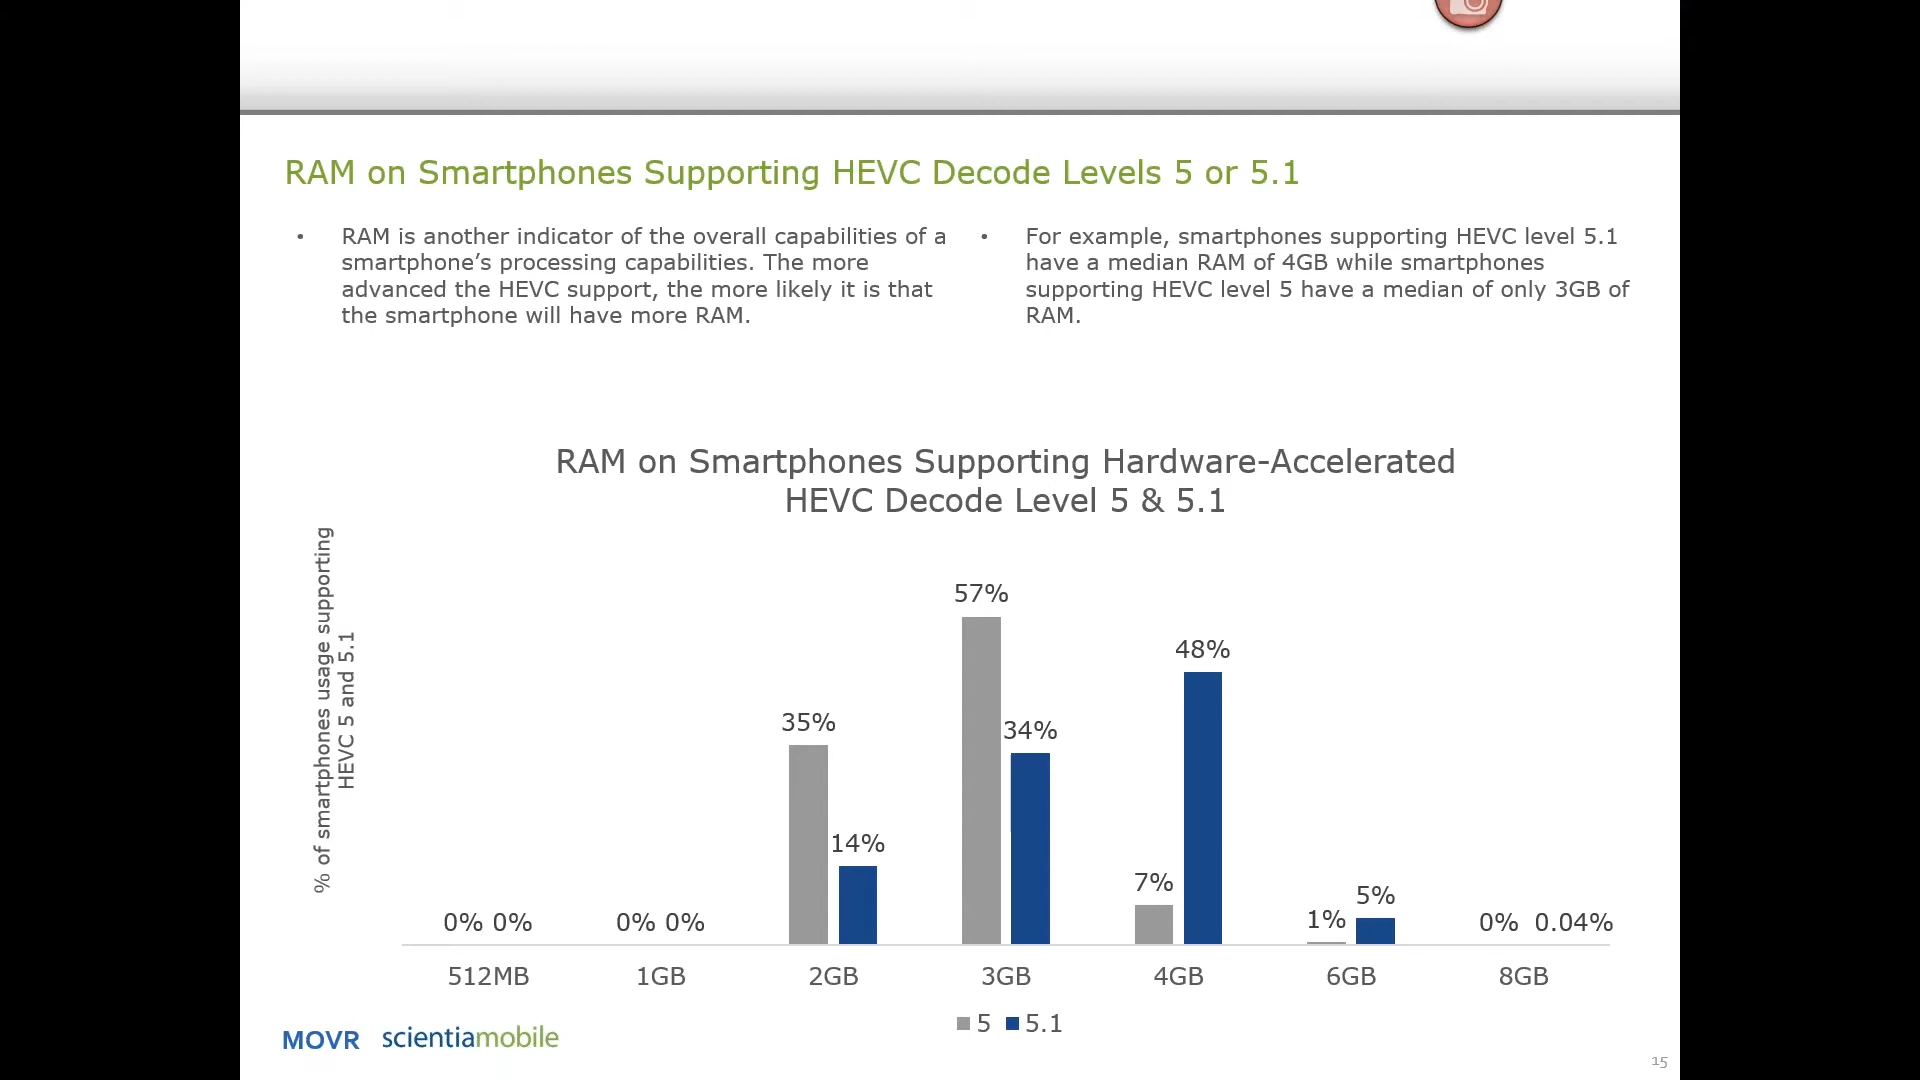 RAM on Smartphones Supporting HEVC Decode Levels 5 or 5.1
• RAM is another indicator of the overall capabilities of a
smartphone’s processing capabilities. The more
advanced the HEVC support, the more likely it is that
the smartphone will have more RAM.
• For example, smartphones supporting HEVC level 5.1
have a median RAM of 4GB while smartphones
supporting HEVC level 5 have a median of only 3GB of
RAM.
RAM on Smartphones Supporting Hardware-Accelerated
HEVC Decode Level 5 & 5.1
% of smartphones usage supporting
HEVC 5 and 5.1
0% 0%
0% 0%
35%
14%
57%
34%
7%
48%
1%
5%
0% 0.04%
512MB 1GB 2GB 3GB 4GB 6GB 8GB
5 5.1
MOVR scientiamobile
15